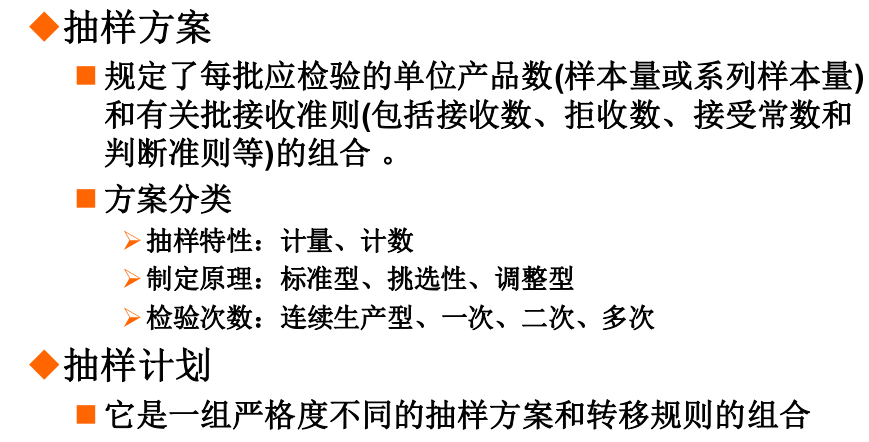 抽样方案
规定了每批应检验的单位产品数(样本量或系列样本量)
和有关批接收准则(包括接收数、拒收数、接受常数和
判断准则等)的组合 。
方案分类
抽样特性：计量、计数
制定原理：标准型、挑选性、调整型
检验次数：连续生产型、一次、二次、多次
抽样计划
它是一组严格度不同的抽样方案和转移规则的组合